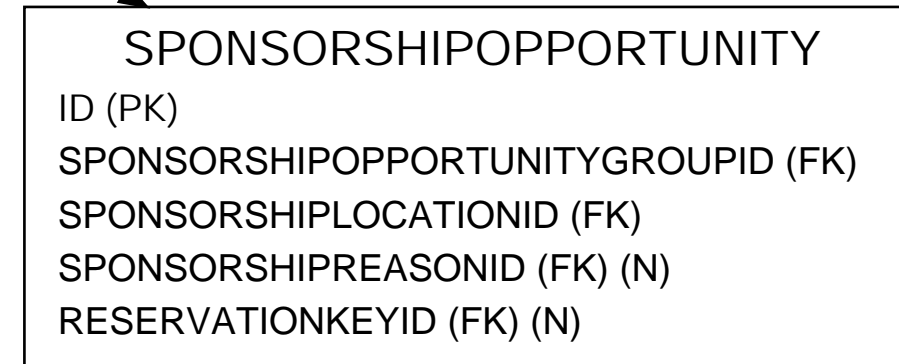 SPONSORSHIPOPPORTUNITY
ID (PK)
SPONSORSHIPOPPORTUNITYGROUPID (FK)
SPONSORSHIPLOCATIONID (FK)
SPONSORSHIPREASONID (FK) (N)
RESERVATIONKEYID (FK) (N)